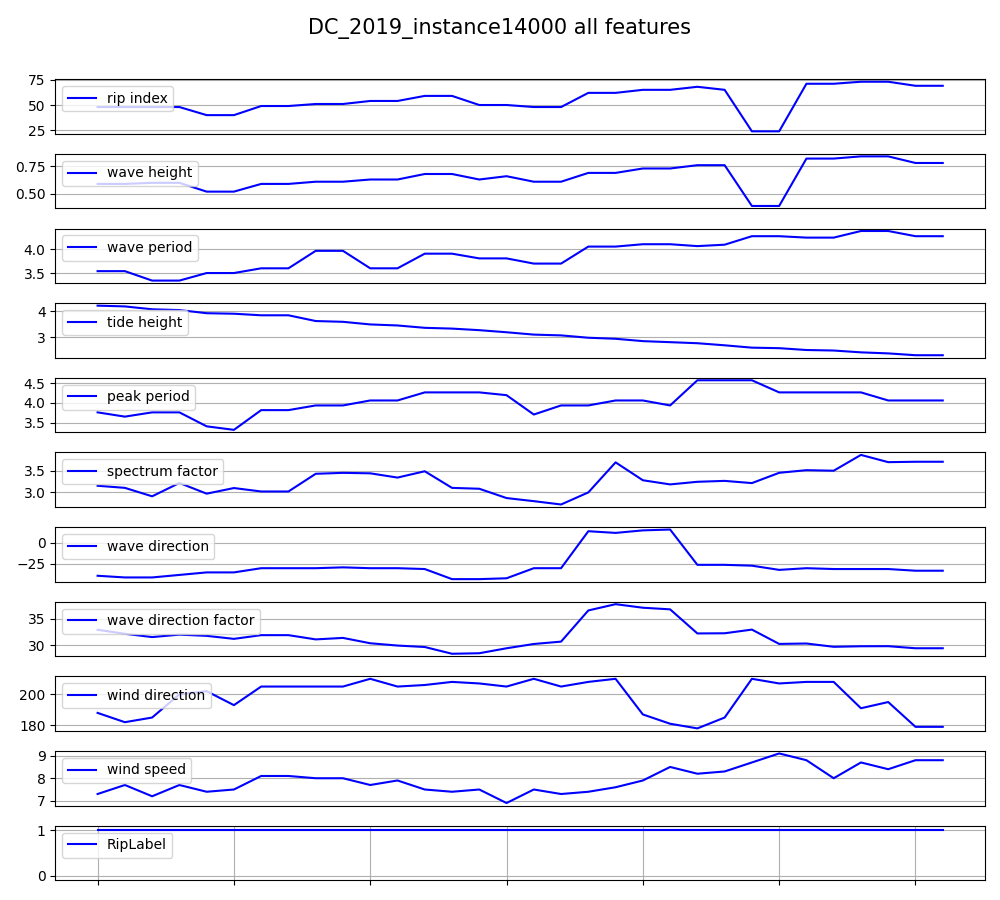 DC_2019_instance14000 all features
75
50
25
rip index
0.75
0.50
wave height
4.0
3.5
wave period
4
3
tide height
4.5
4.0
3.5
peak period
3.5
3.0
spectrum factor
0
−25
wave direction
35
30
wave direction factor
200
180
wind direction
9
8
7
wind speed
1
0
RipLabel